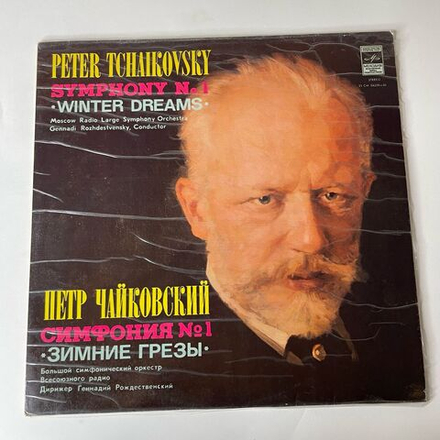 PETER TCHAIKOVSKY
SYMPHONY No 1
•WINTER DREAMS•
Moscow Radio Large Symphony Orchestra
Gennadi Rozhdestvensky, Conductor
ПЕТР ЧАЙКОВСКИЙ
СИМФОНИЯ №1
•ЗИМНИЕ ГРЕЗЫ•
Большой симфонический оркестр
Всесоюзного радио
Дирижер Геннадий Рождественский